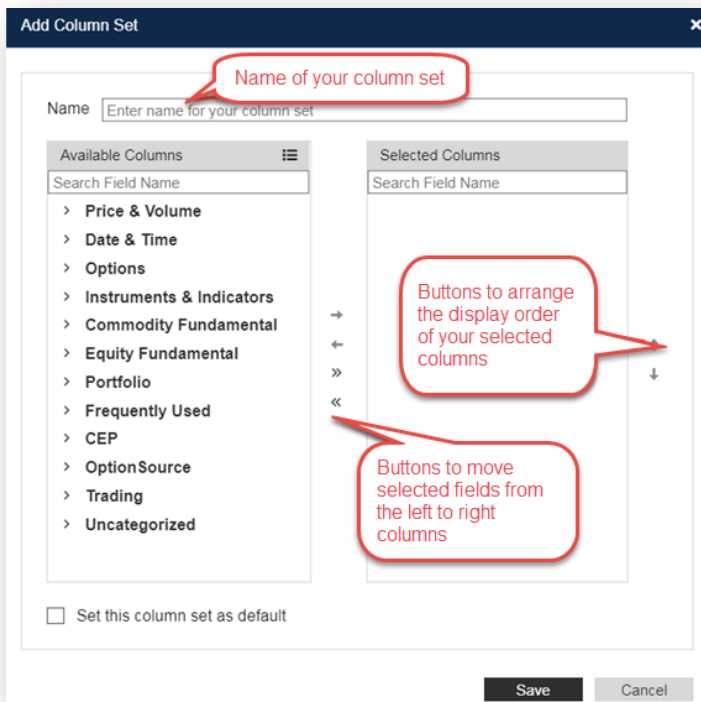 Add Column Set
Name of your column set
Name
Enter name for your column set
Available Columns
Selected Columns
Search Field Name
Search Field Name
Price & Volume
Date & Time
Options
Instruments & Indicators
Commodity Fundamental
Equity Fundamental
Portfolio
Frequently Used
CEP
OptionSource
Trading
Uncategorized
Buttons to arrange
the display order
of your selected
columns
Buttons to move
selected fields from
the left to right
columns
Set this column set as default
Save
Cancel